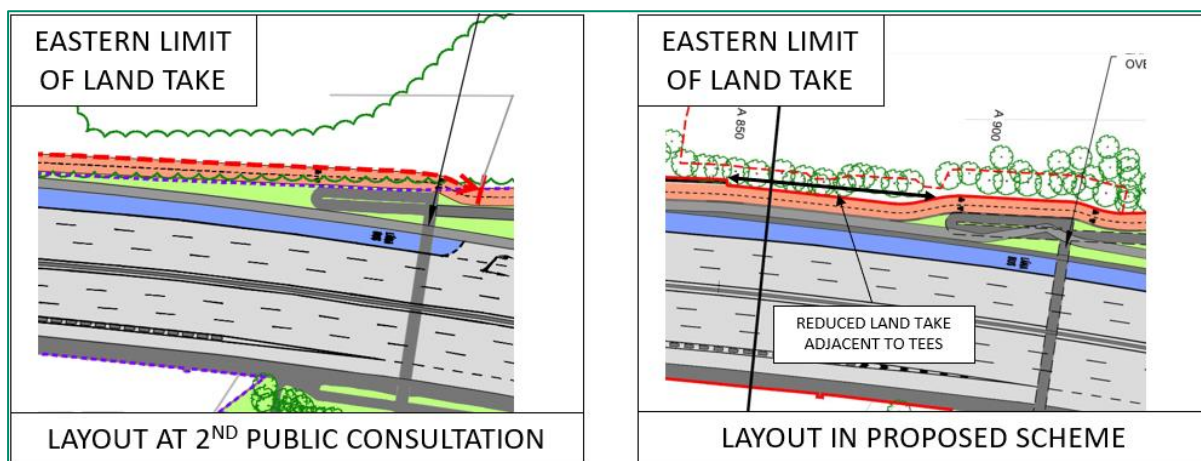 EASTERN LIMIT
OF LAND TAKE
LAYOUT AT 2ND PUBLIC CONSULTATION
EASTERN LIMIT
OF LAND TAKE
OVE
A 850
A 900
REDUCED LAND TAKE
ADJACENT TO TEES
LAYOUT IN PROPOSED SCHEME